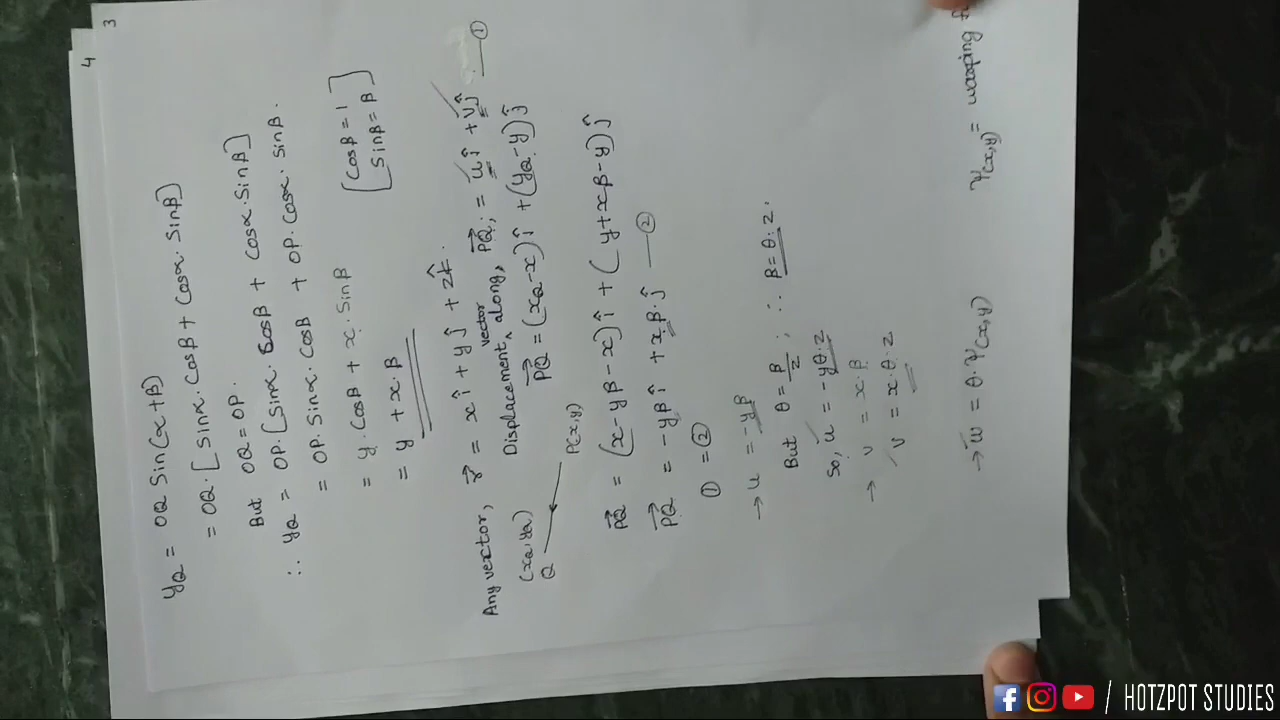 4
3
y_Q = OQ Sin(α+β)
= OQ. [Sinα. Cosβ + Cosα. Sinβ]
But OQ = OP.
∴ y_Q = OP. [Sinα. Cosβ + Cosα. Sinβ]
= OP. Sinα. Cosβ + OP. Cosα. Sinβ.
= y. Cosβ + x. Sinβ [Cosβ = 1
= y + x.β Sinβ = β]
Any vector, r⃗ = xî + yĵ + zk̂.
Displacement vector along, PQ⃗; = uî + vĵ. —①
(x_Q, y_Q) PQ⃗ = (x_Q - x)î + (y_Q - y)ĵ
Q P(x,y)
PQ⃗ = (x - yβ - x)î + (y + xβ - y)ĵ
PQ⃗ = -yβî + x.β.ĵ —②
① = ②
→ u = -yβ
But θ = β/z ; ∴ β = θ.z.
So, u = -yθ.z
→ v = x.β
v = x.θ.z
→ w = θ.ψ(x,y) ψ(x,y) = warping
/ HOTZPOT STUDIES